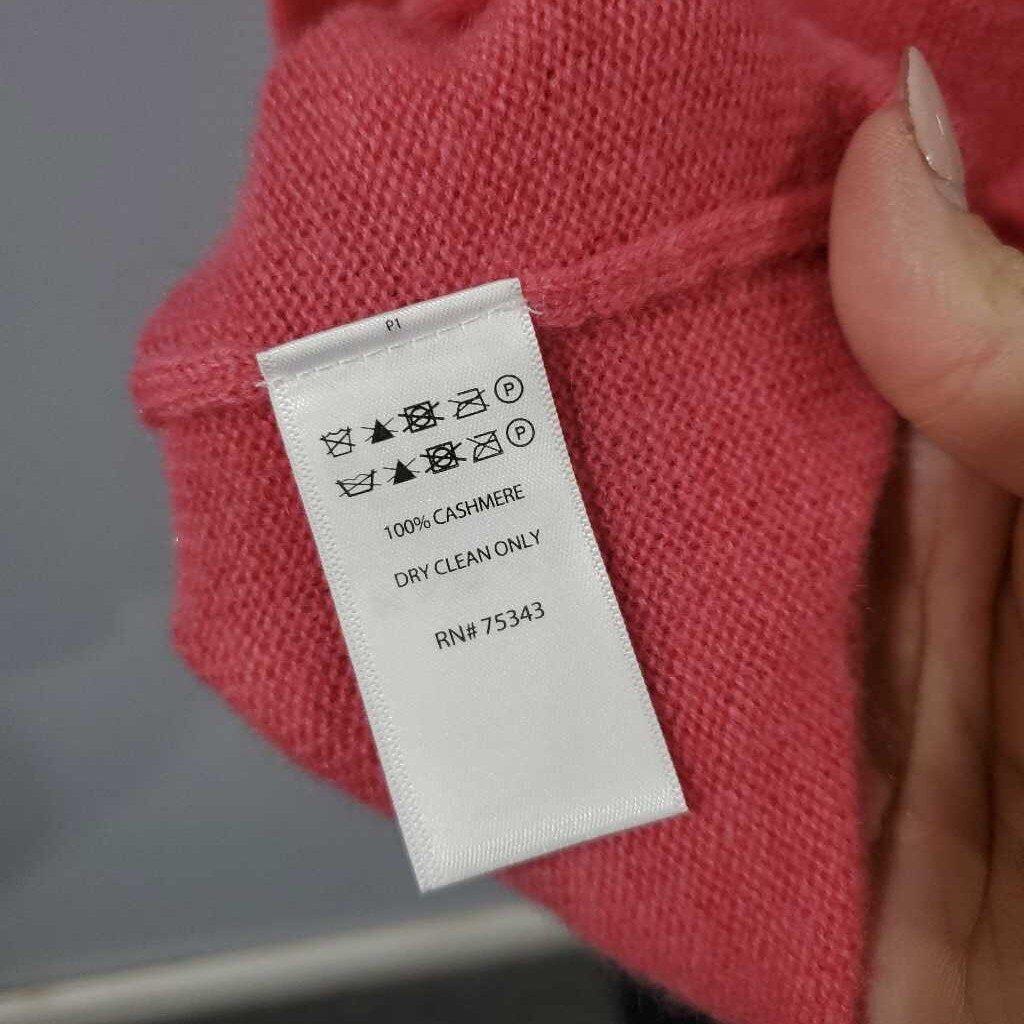 P1
P
P
100% CASHMERE
DRY CLEAN ONLY
RN# 75343